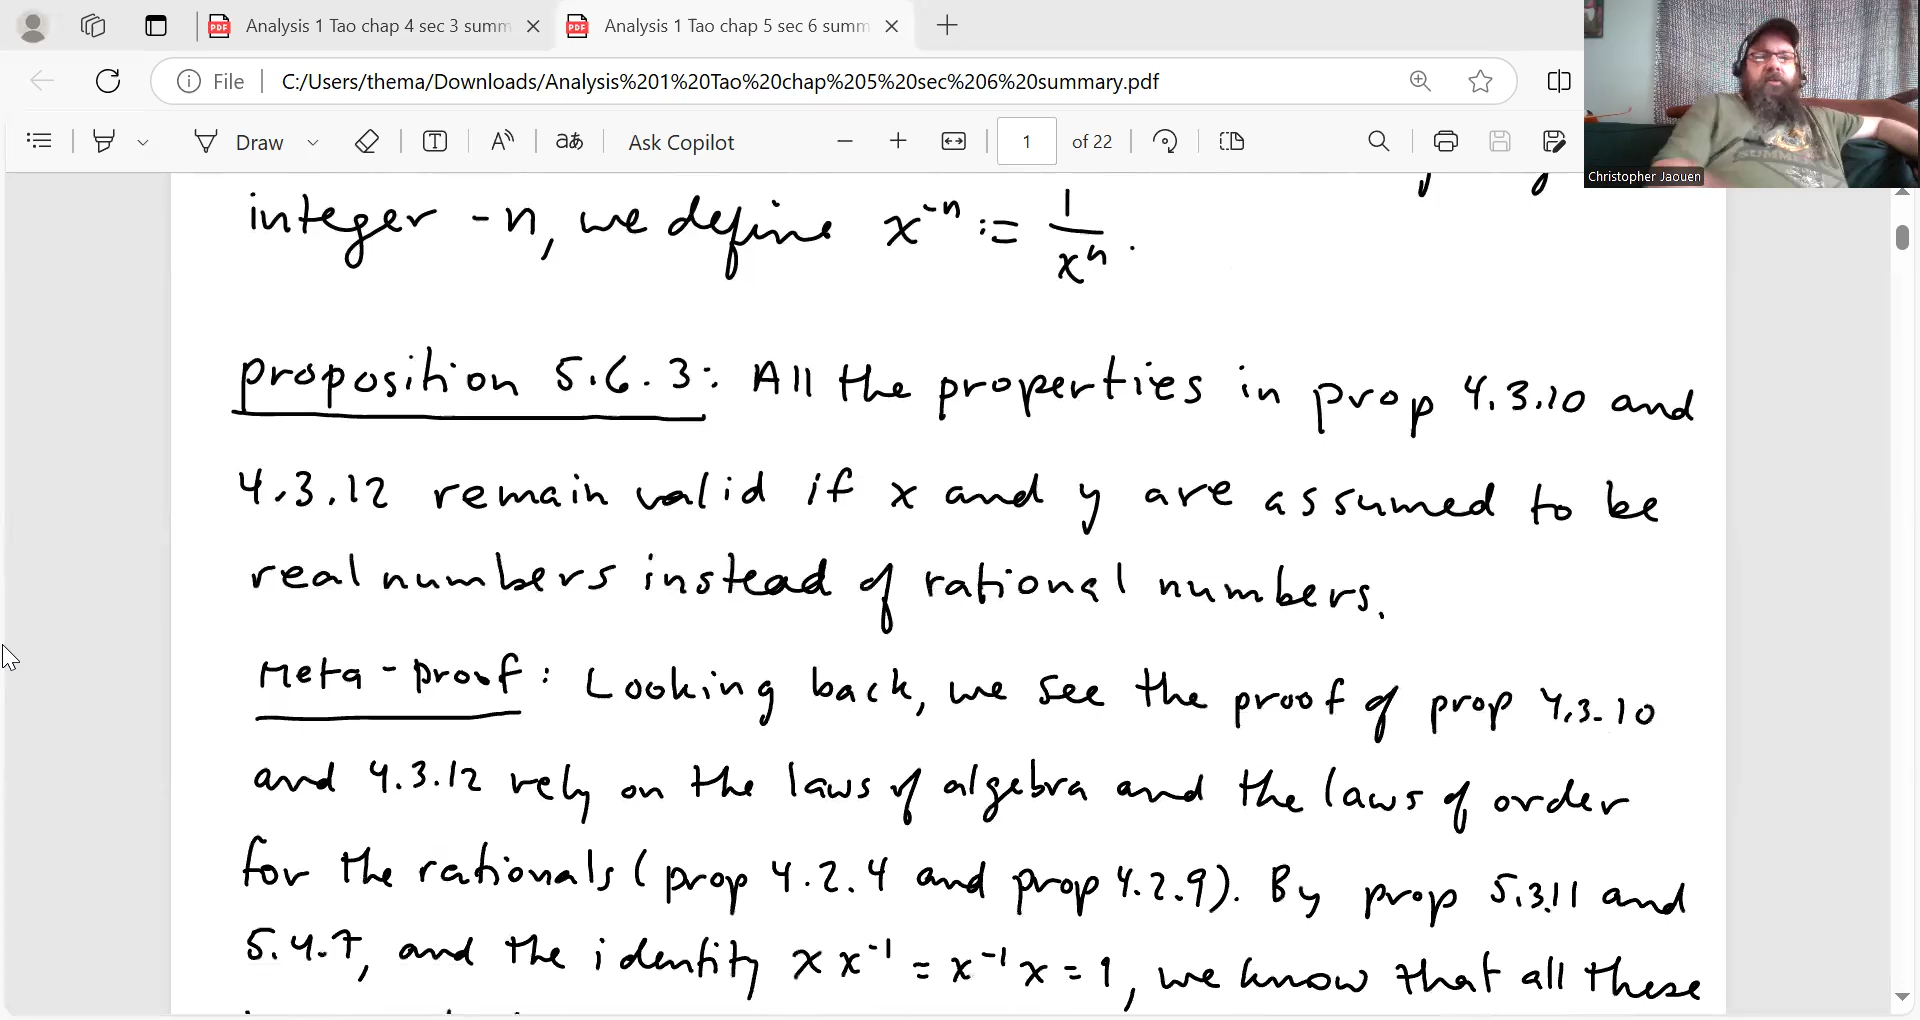 Analysis 1 Tao chap 4 sec 3 summ
Analysis 1 Tao chap 5 sec 6 summ
File
C:/Users/thema/Downloads/Analysis%201%20Tao%20chap%205%20sec%206%20summary.pdf
Draw
aあ
Ask Copilot
1 of 22
Christopher Jaouen
integer -n, we define x⁻ⁿ := 1/xⁿ.
proposition 5.6.3: All the properties in prop 4.3.10 and
4.3.12 remain valid if x and y are assumed to be
real numbers instead of rational numbers.
Meta-proof: Looking back, we see the proof of prop 4.3.10
and 4.3.12 rely on the laws of algebra and the laws of order
for the rationals (prop 4.2.4 and prop 4.2.9). By prop 5.3.11 and
5.4.7, and the identity xx⁻¹ = x⁻¹x = 1, we know that all these